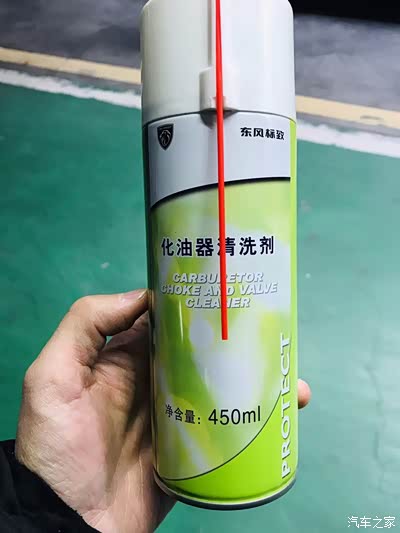 东风标致
化油器清洗剂
CARBURETOR
CHOKE AND VALVE
CLEANER
净含量: 450ml
PROTECT
汽车之家